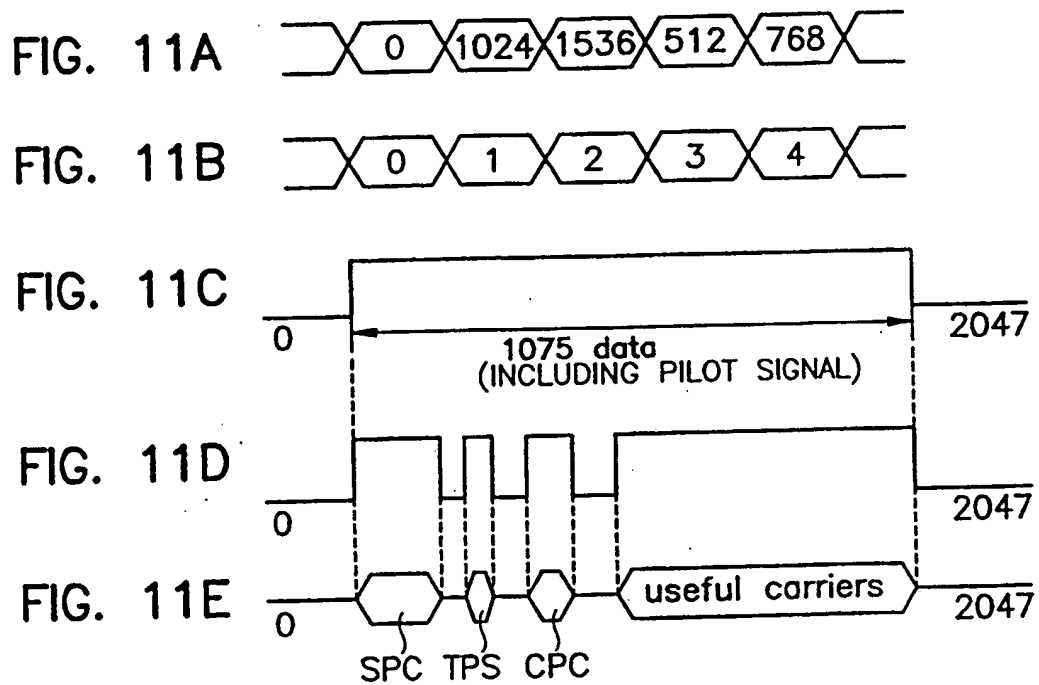 FIG. 11A 0 1024 1536 512 768
FIG. 11B 0 1 2 3 4
FIG. 11C 0 2047
1075 data
(INCLUDING PILOT SIGNAL)
FIG. 11D 0 2047
FIG. 11E 0 useful carriers 2047
SPC TPS CPC